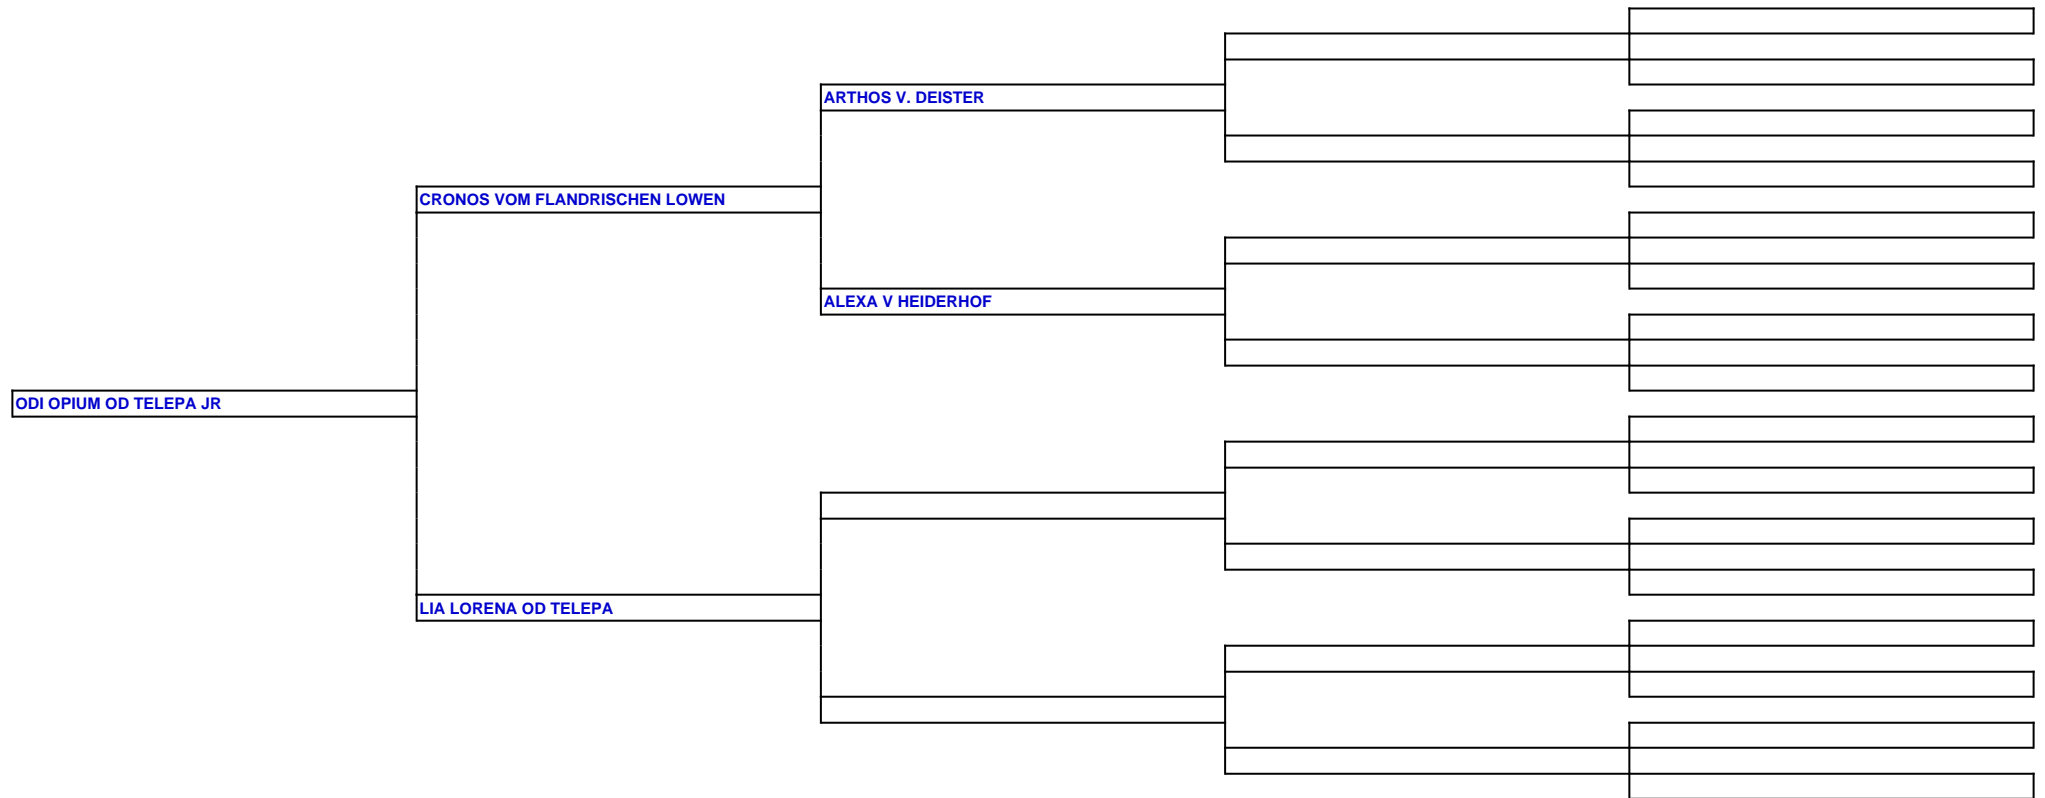 ARTHOS V. DEISTER
CRONOS VOM FLANDRISCHEN LOWEN
ALEXA V HEIDERHOF
ODI OPIUM OD TELEPA JR
LIA LORENA OD TELEPA